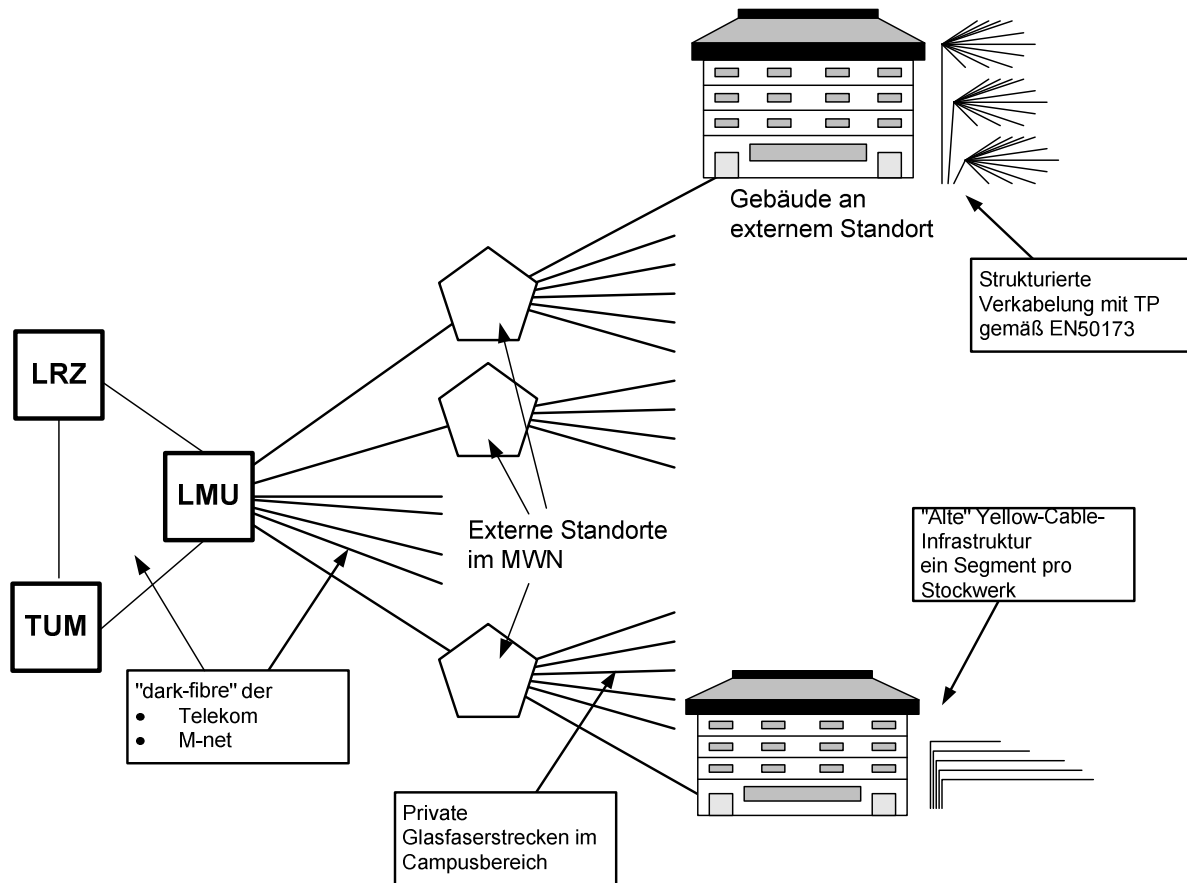 Gebäude an
externem Standort
Strukturierte
Verkabelung mit TP
gemäß EN50173
LRZ
LMU
TUM
Externe Standorte
im MWN
"Alte" Yellow-Cable-
Infrastruktur
ein Segment pro
Stockwerk
"dark-fibre" der
• Telekom
• M-net
Private
Glasfaserstrecken im
Campusbereich